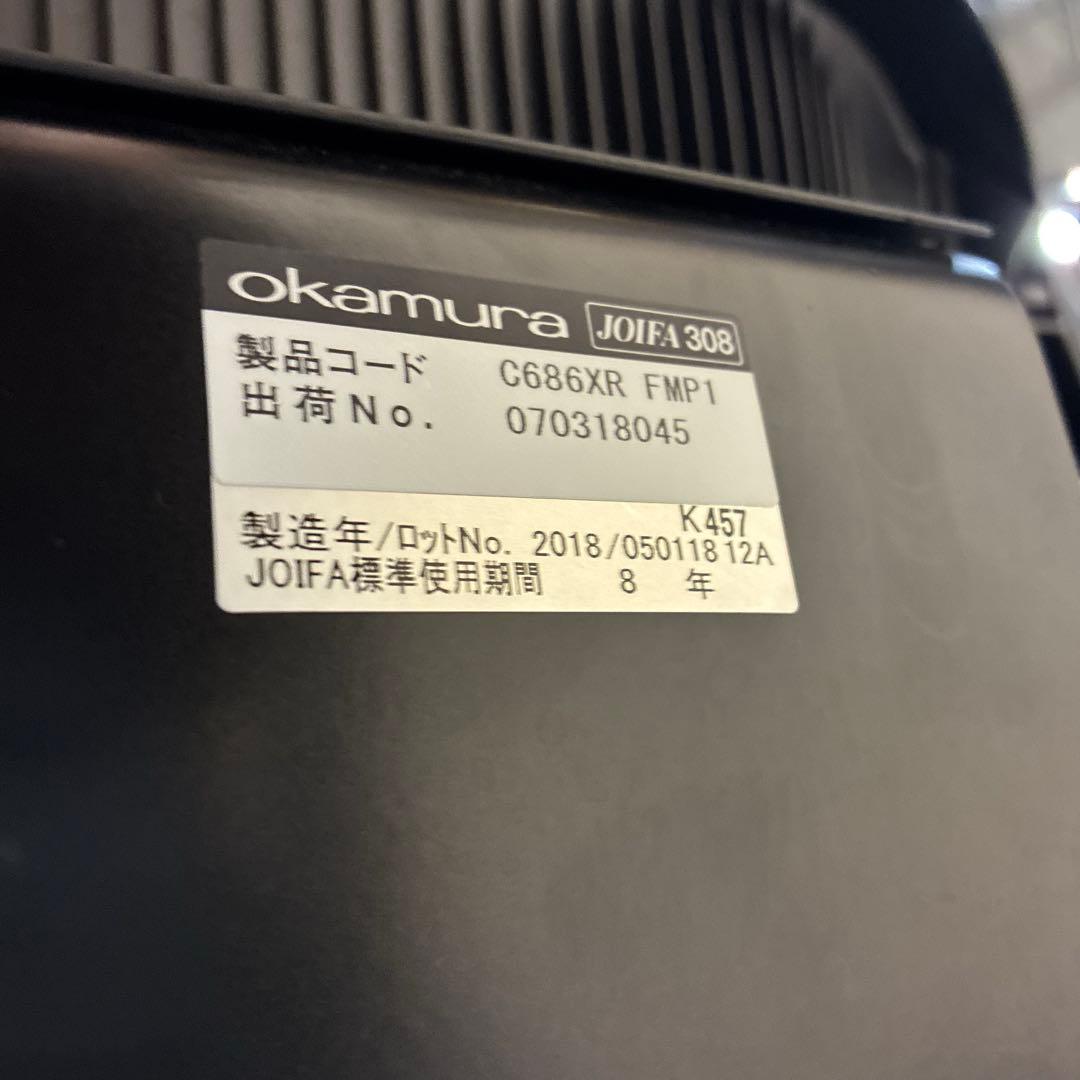 okamura JOIFA 308
製品コード C686XR FMP1
出荷No. 070318045
K457
製造年/ロットNo. 2018/050118 12A
JOIFA標準使用期間 8 年